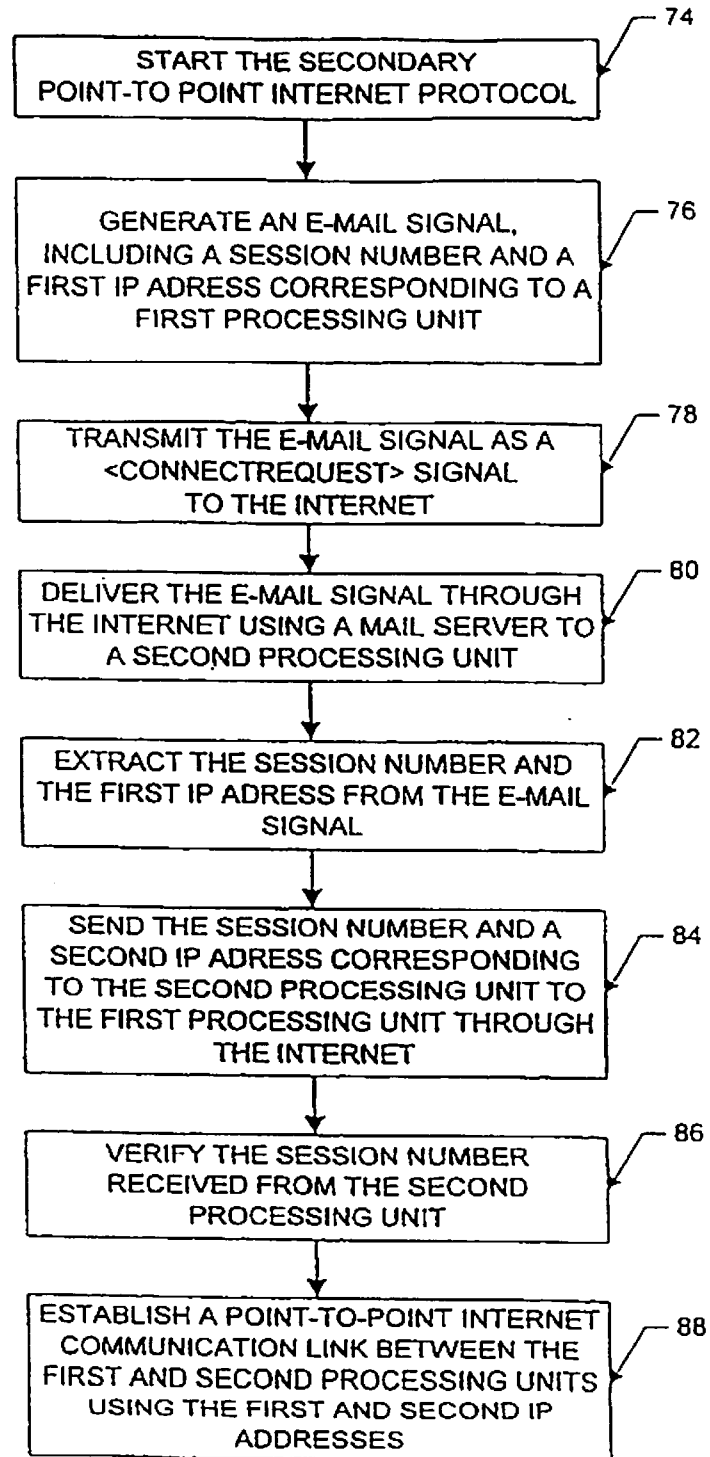 74
START THE SECONDARY
POINT-TO POINT INTERNET PROTOCOL
76
GENERATE AN E-MAIL SIGNAL,
INCLUDING A SESSION NUMBER AND A
FIRST IP ADRESS CORRESPONDING TO A
FIRST PROCESSING UNIT
78
TRANSMIT THE E-MAIL SIGNAL AS A
<CONNECTREQUEST> SIGNAL
TO THE INTERNET
80
DELIVER THE E-MAIL SIGNAL THROUGH
THE INTERNET USING A MAIL SERVER TO
A SECOND PROCESSING UNIT
82
EXTRACT THE SESSION NUMBER AND
THE FIRST IP ADRESS FROM THE E-MAIL
SIGNAL
84
SEND THE SESSION NUMBER AND A
SECOND IP ADRESS CORRESPONDING
TO THE SECOND PROCESSING UNIT TO
THE FIRST PROCESSING UNIT THROUGH
THE INTERNET
86
VERIFY THE SESSION NUMBER
RECEIVED FROM THE SECOND
PROCESSING UNIT
88
ESTABLISH A POINT-TO-POINT INTERNET
COMMUNICATION LINK BETWEEN THE
FIRST AND SECOND PROCESSING UNITS
USING THE FIRST AND SECOND IP
ADDRESSES